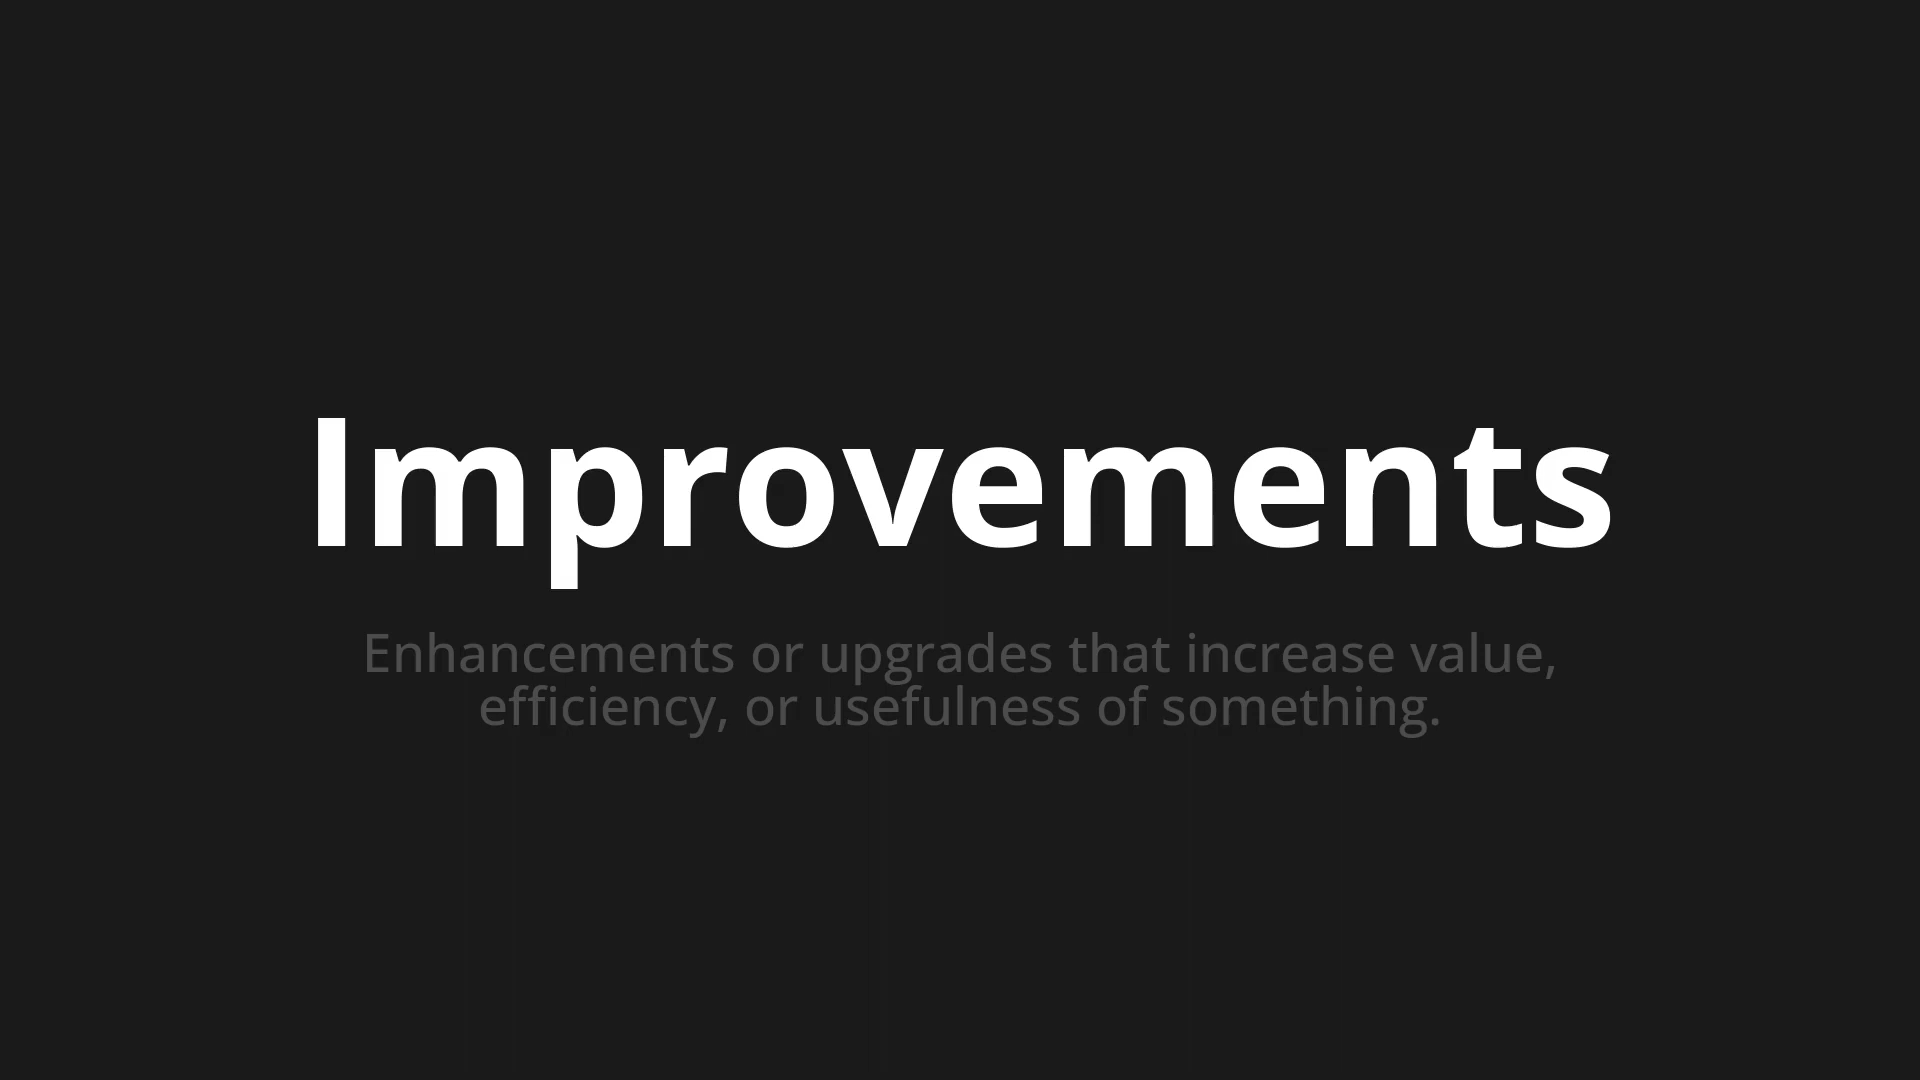 Improvements
Enhancements or upgrades that increase value,
efficiency, or usefulness of something.